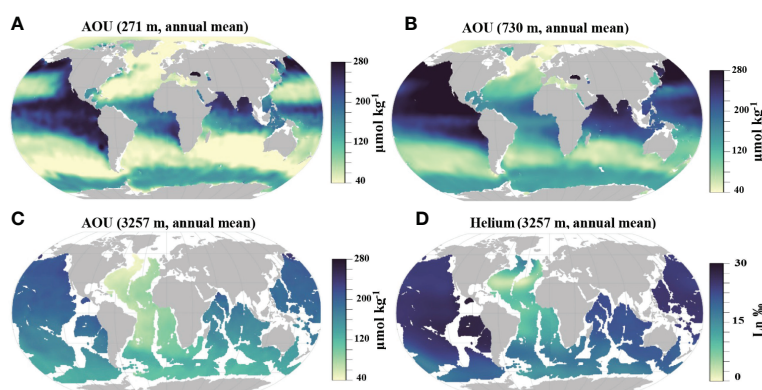 A
AOU (271 m, annual mean)
280
200
120
40
μmol kg⁻¹
B
AOU (730 m, annual mean)
280
200
120
40
μmol kg⁻¹
C
AOU (3257 m, annual mean)
280
200
120
40
μmol kg⁻¹
D
Helium (3257 m, annual mean)
30
15
0
Ln ‰